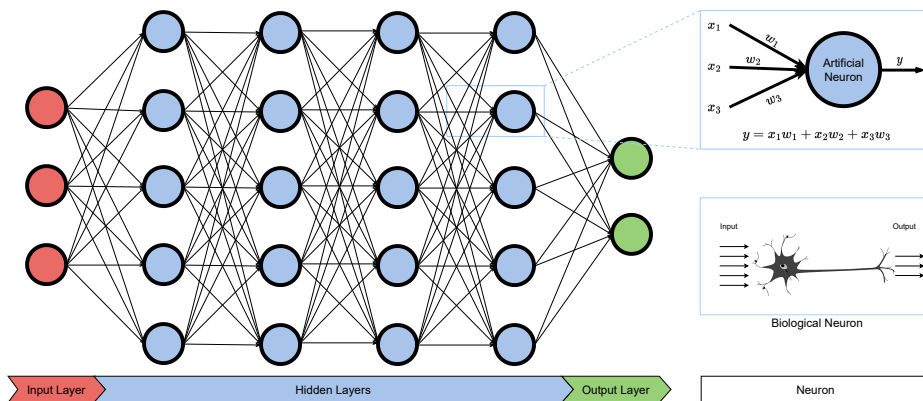 x₁
w₁
x₂
w₂
x₃
w₃
Artificial
Neuron
y
y = x₁w₁ + x₂w₂ + x₃w₃
Input
Output
Biological Neuron
Input Layer
Hidden Layers
Output Layer
Neuron